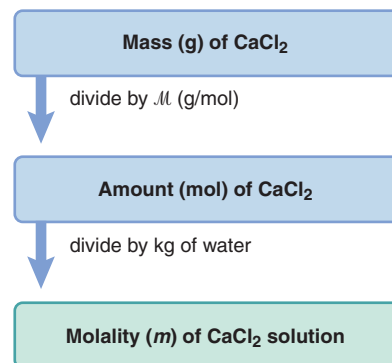 Mass (g) of CaCl₂
divide by ℳ (g/mol)
Amount (mol) of CaCl₂
divide by kg of water
Molality (m) of CaCl₂ solution